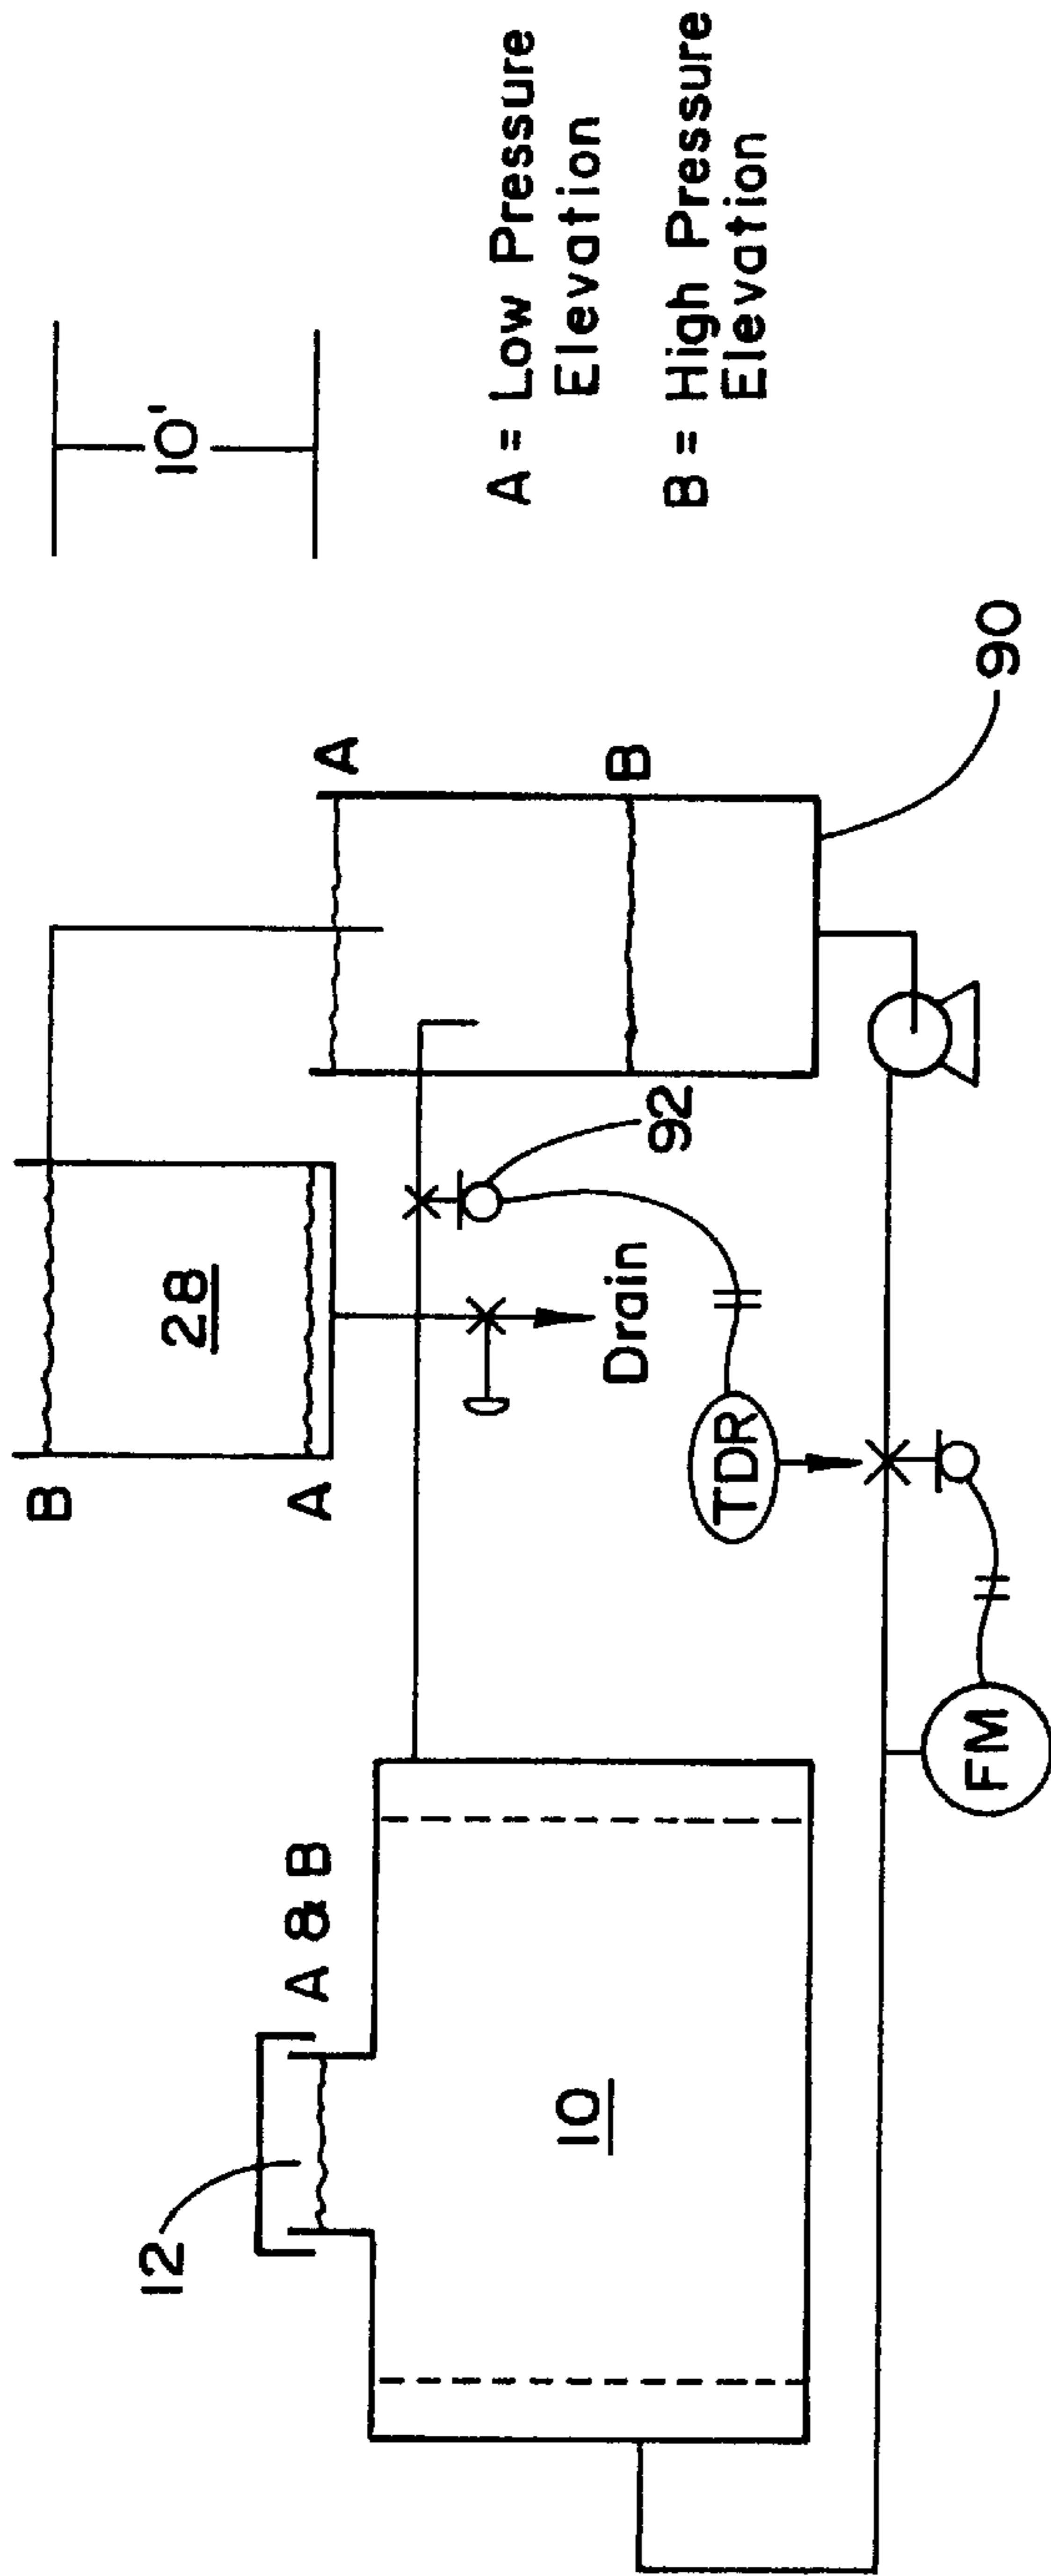 12
A & B
10
B
28
A
10'
A = Low Pressure
Elevation
B = High Pressure
Elevation
A
B
92
Drain
TDR
FM
90